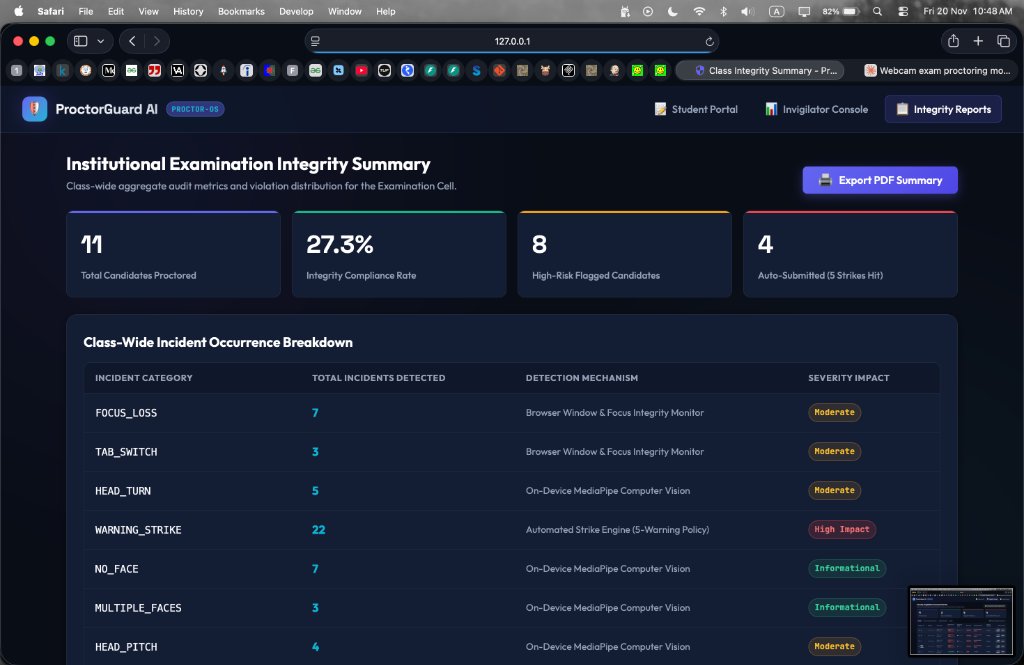 Safari File Edit View History Bookmarks Develop Window Help 82% Fri 20 Nov 10:48 AM
127.0.0.1
Class Integrity Summary - Pr... Webcam exam proctoring mo...
ProctorGuard AI PROCTOR-OS Student Portal Invigilator Console Integrity Reports
Institutional Examination Integrity Summary
Class-wide aggregate audit metrics and violation distribution for the Examination Cell.
Export PDF Summary
11 27.3% 8 4
Total Candidates Proctored Integrity Compliance Rate High-Risk Flagged Candidates Auto-Submitted (5 Strikes Hit)
Class-Wide Incident Occurrence Breakdown
INCIDENT CATEGORY TOTAL INCIDENTS DETECTED DETECTION MECHANISM SEVERITY IMPACT
FOCUS_LOSS 7 Browser Window & Focus Integrity Monitor Moderate
TAB_SWITCH 3 Browser Window & Focus Integrity Monitor Moderate
HEAD_TURN 5 On-Device MediaPipe Computer Vision Moderate
WARNING_STRIKE 22 Automated Strike Engine (5-Warning Policy) High Impact
NO_FACE 7 On-Device MediaPipe Computer Vision Informational
MULTIPLE_FACES 3 On-Device MediaPipe Computer Vision Informational
HEAD_PITCH 4 On-Device MediaPipe Computer Vision Moderate